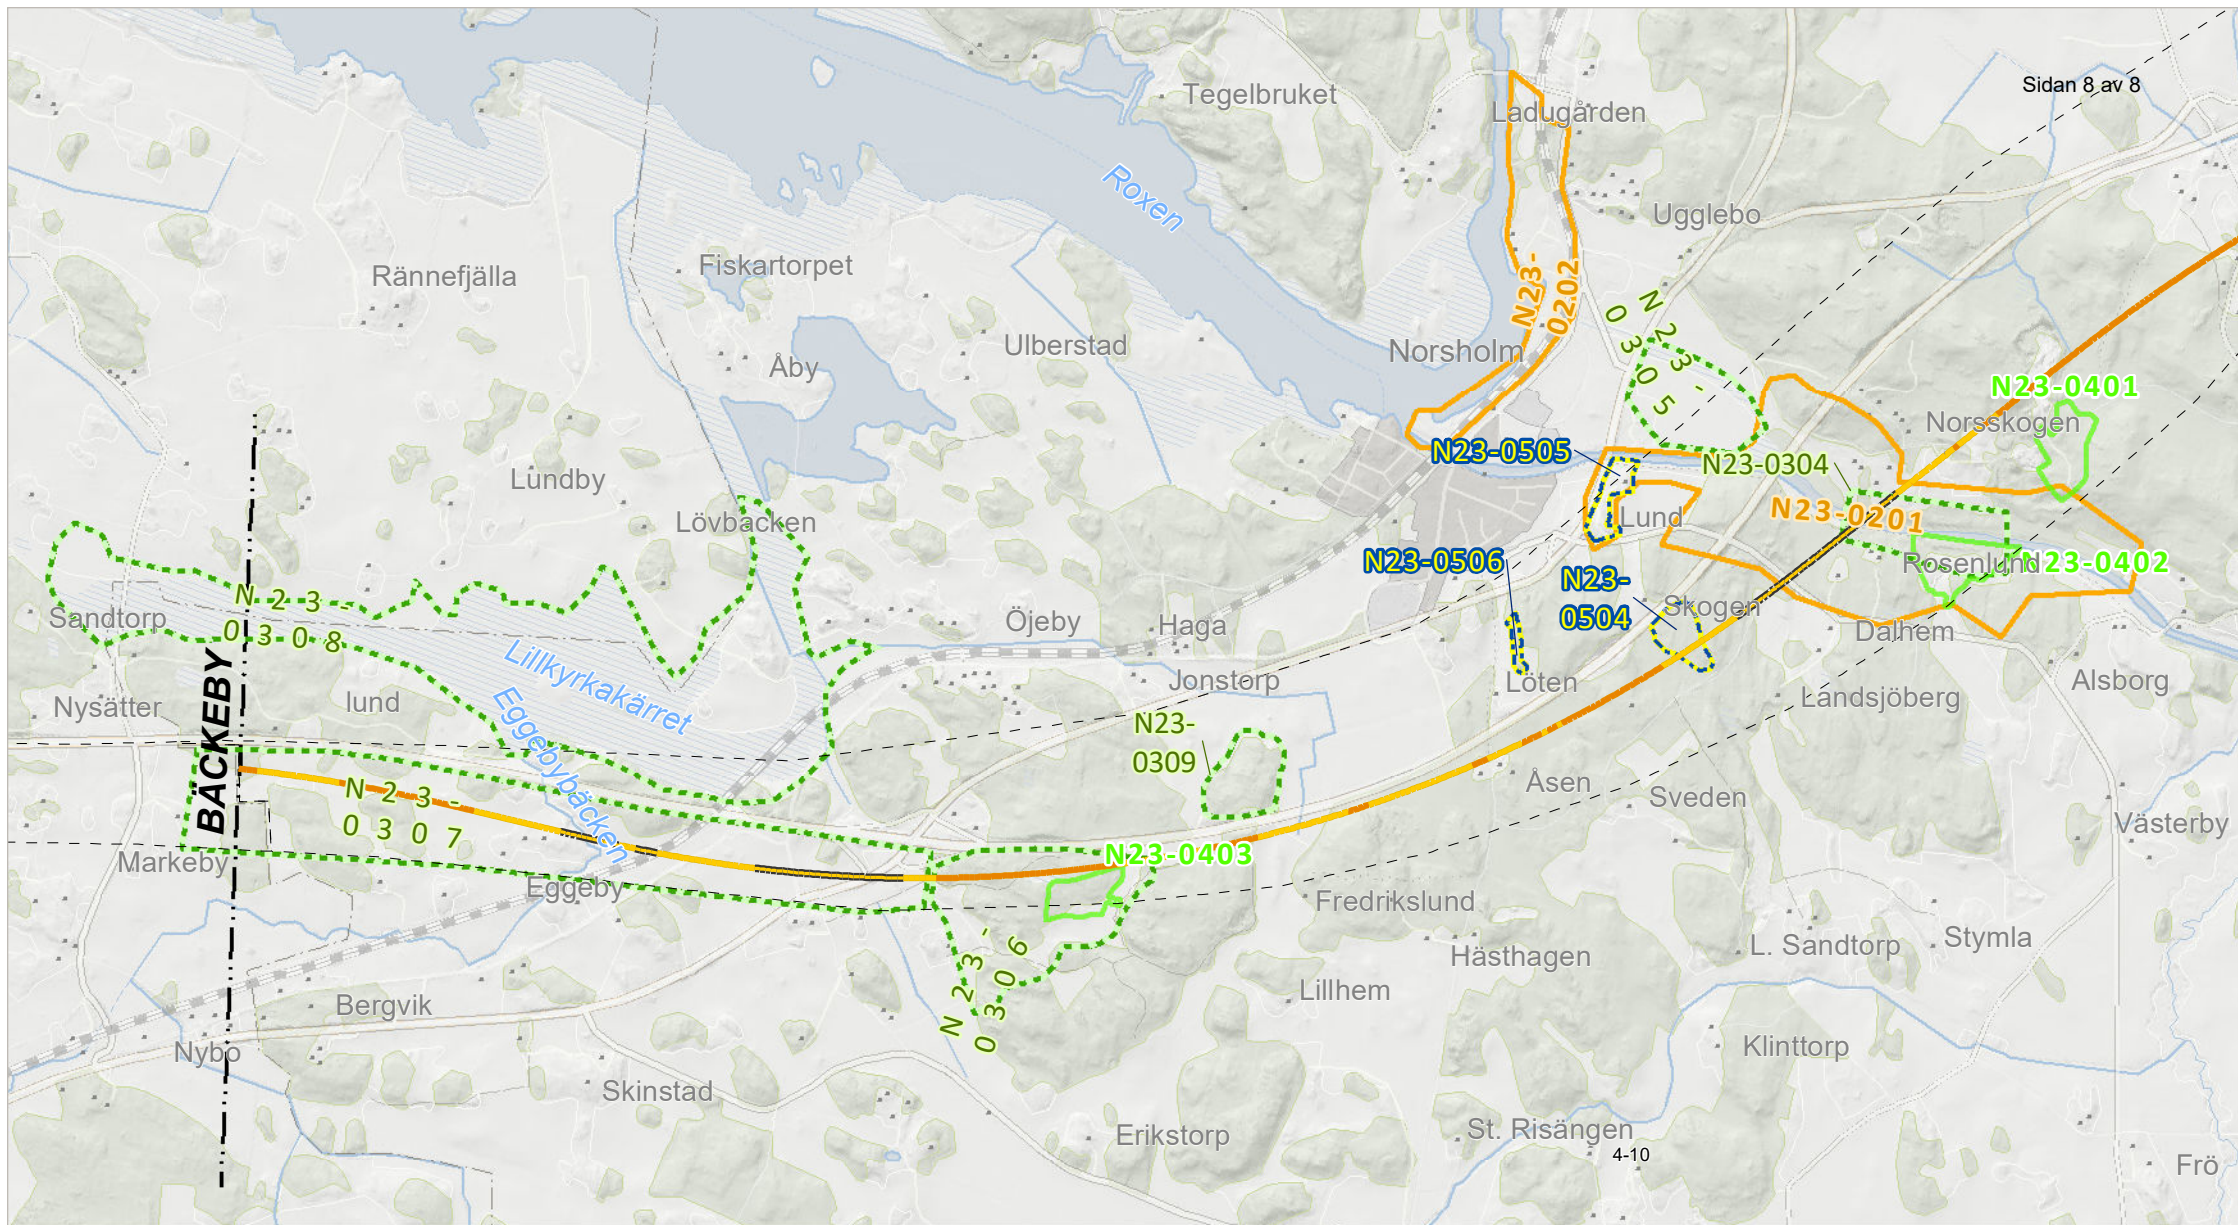 Sidan 8 av 8
Tegelbruket
Ladugården
Roxen
Ugglebo
Fiskartorpet
Rännefjälla
N23-
0202
N23-
0305
Ulberstad
Norsholm
Åby
N23-0401
Norsskogen
N23-0505
N23-0304
Lundby
Lövbacken
Lund
N23-0201
N23-0506
N23-
0504
Rosenlund
N23-0402
N23-
0308
Sandtorp
Skogen
Öjeby
Haga
Dalhem
Lillkyrkakärret
Jonstorp
Löten
Landsjöberg
Alsborg
Nysätter
lund
Eggebybäcken
BÄCKEBY
N23-
0309
Åsen
Sveden
N23-
0307
Västerby
Markeby
N23-0403
Eggeby
Fredrikslund
N23-
0306
Hästhagen
L. Sandtorp
Stymla
Lillhem
Bergvik
Nybo
Klinttorp
Skinstad
Erikstorp
St. Risängen
4-10
Frö